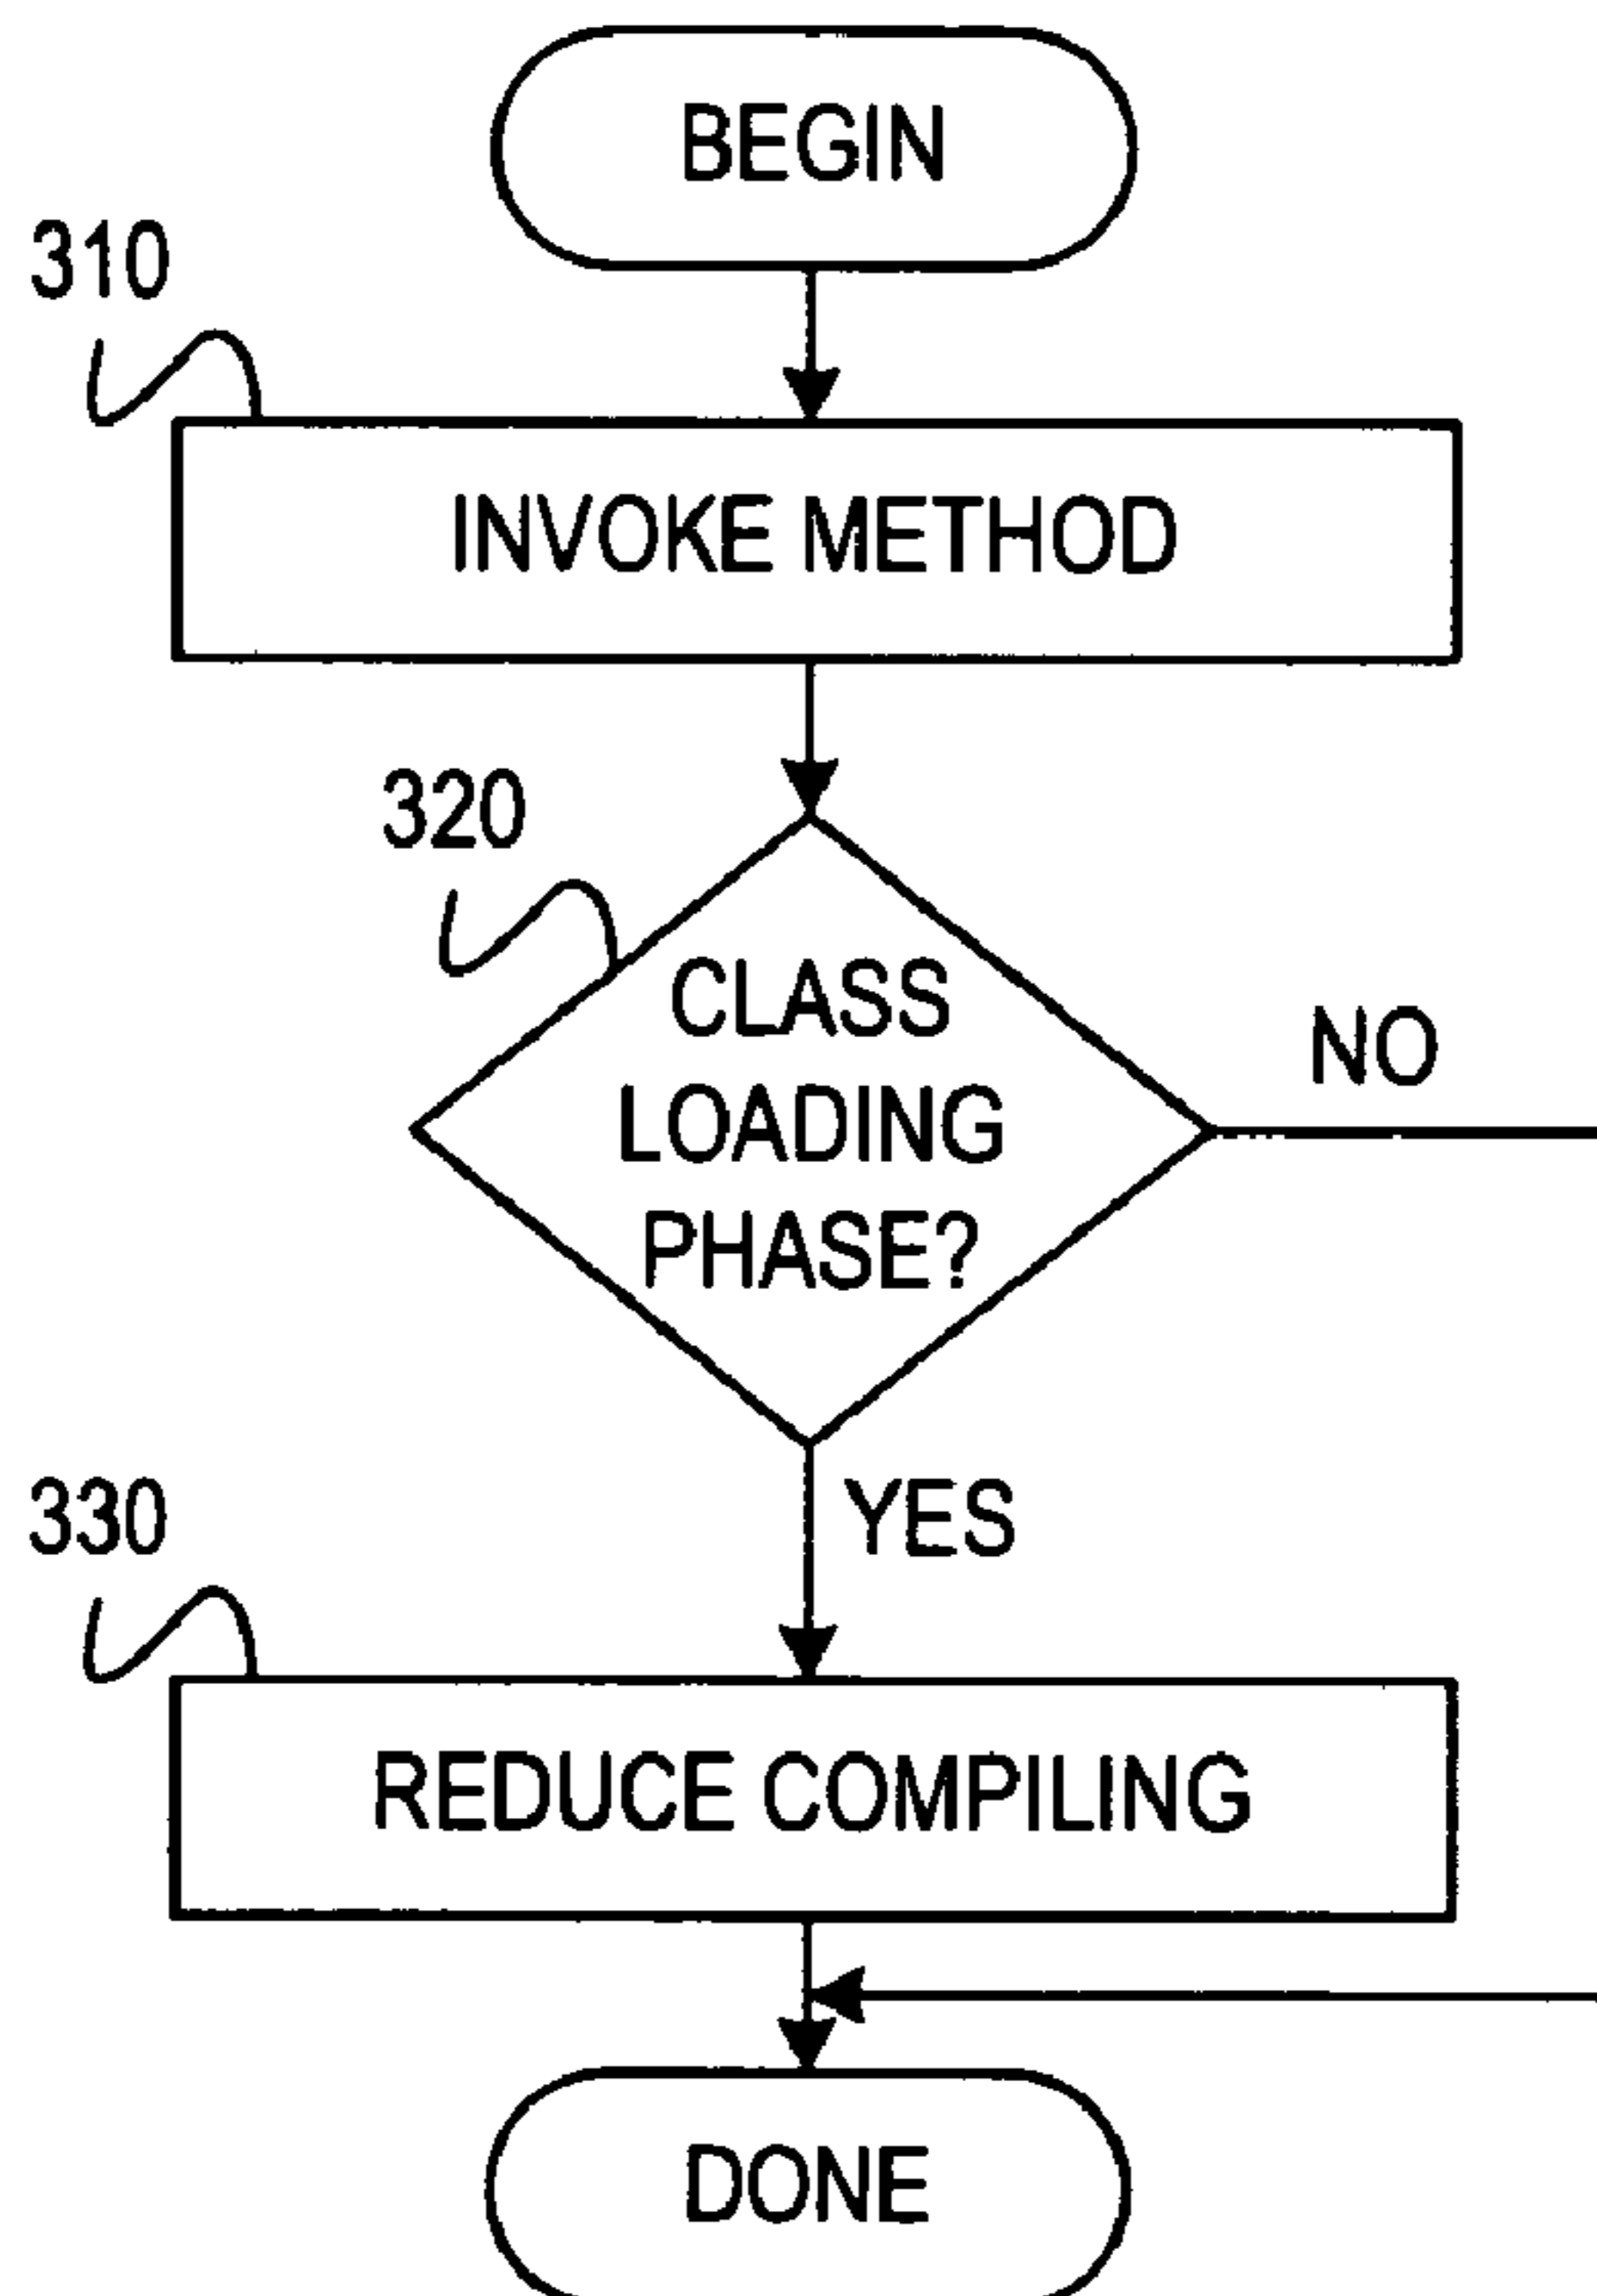 BEGIN
310
INVOKE METHOD
320
CLASS
LOADING
PHASE?
NO
YES
330
REDUCE COMPILING
DONE